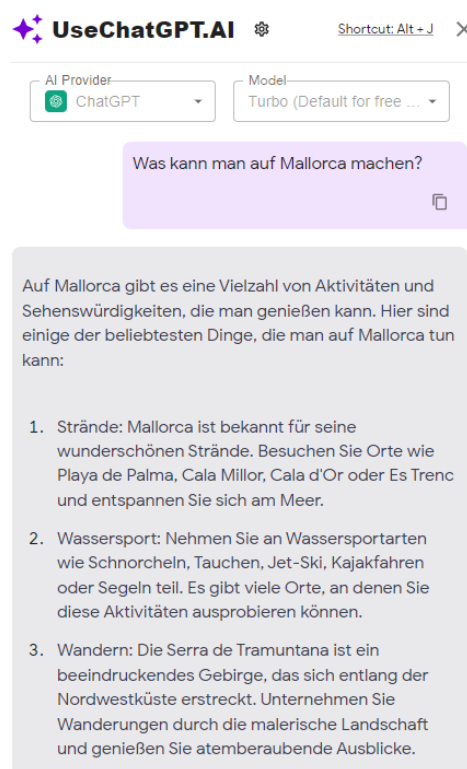 UseChatGPT.AI
Shortcut: Alt + J
AI Provider
ChatGPT
Model
Turbo (Default for free ...
Was kann man auf Mallorca machen?
Auf Mallorca gibt es eine Vielzahl von Aktivitäten und
Sehenswürdigkeiten, die man genießen kann. Hier sind
einige der beliebtesten Dinge, die man auf Mallorca tun
kann:
1. Strände: Mallorca ist bekannt für seine
wunderschönen Strände. Besuchen Sie Orte wie
Playa de Palma, Cala Millor, Cala d'Or oder Es Trenc
und entspannen Sie sich am Meer.
2. Wassersport: Nehmen Sie an Wassersportarten
wie Schnorcheln, Tauchen, Jet-Ski, Kajakfahren
oder Segeln teil. Es gibt viele Orte, an denen Sie
diese Aktivitäten ausprobieren können.
3. Wandern: Die Serra de Tramuntana ist ein
beeindruckendes Gebirge, das sich entlang der
Nordwestküste erstreckt. Unternehmen Sie
Wanderungen durch die malerische Landschaft
und genießen Sie atemberaubende Ausblicke.